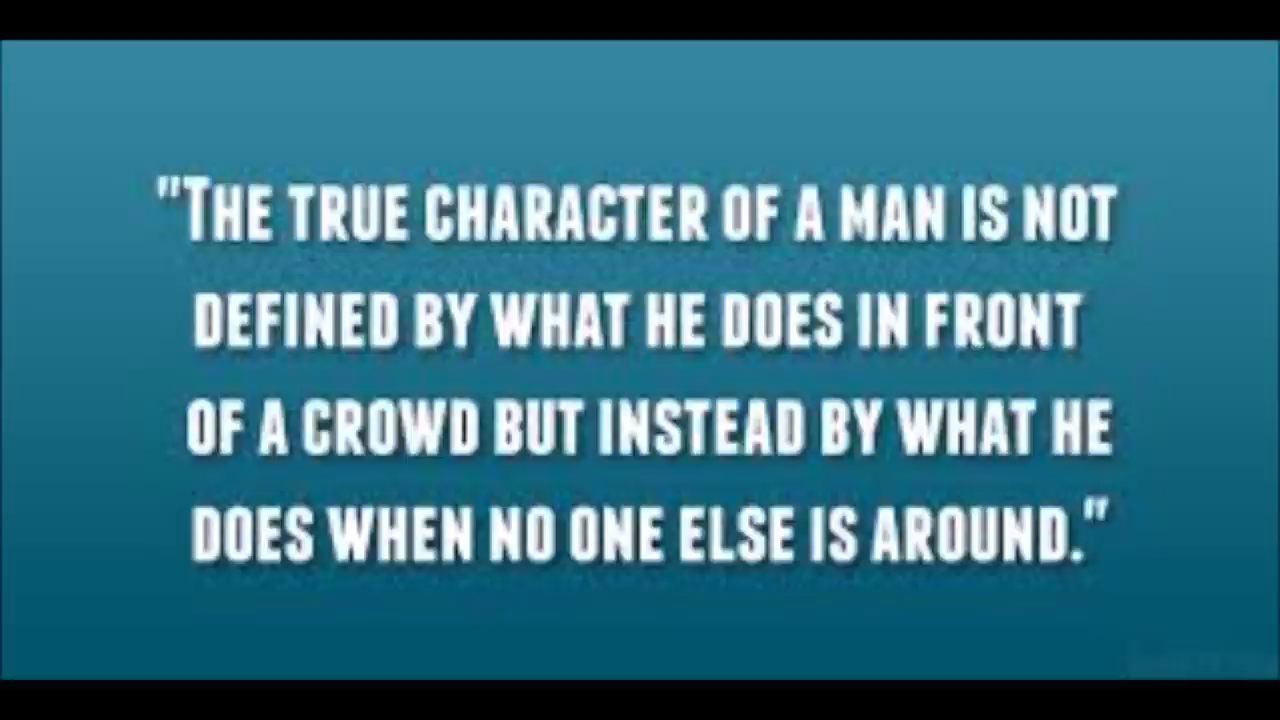 "The true character of a man is not
defined by what he does in front
of a crowd but instead by what he
does when no one else is around."